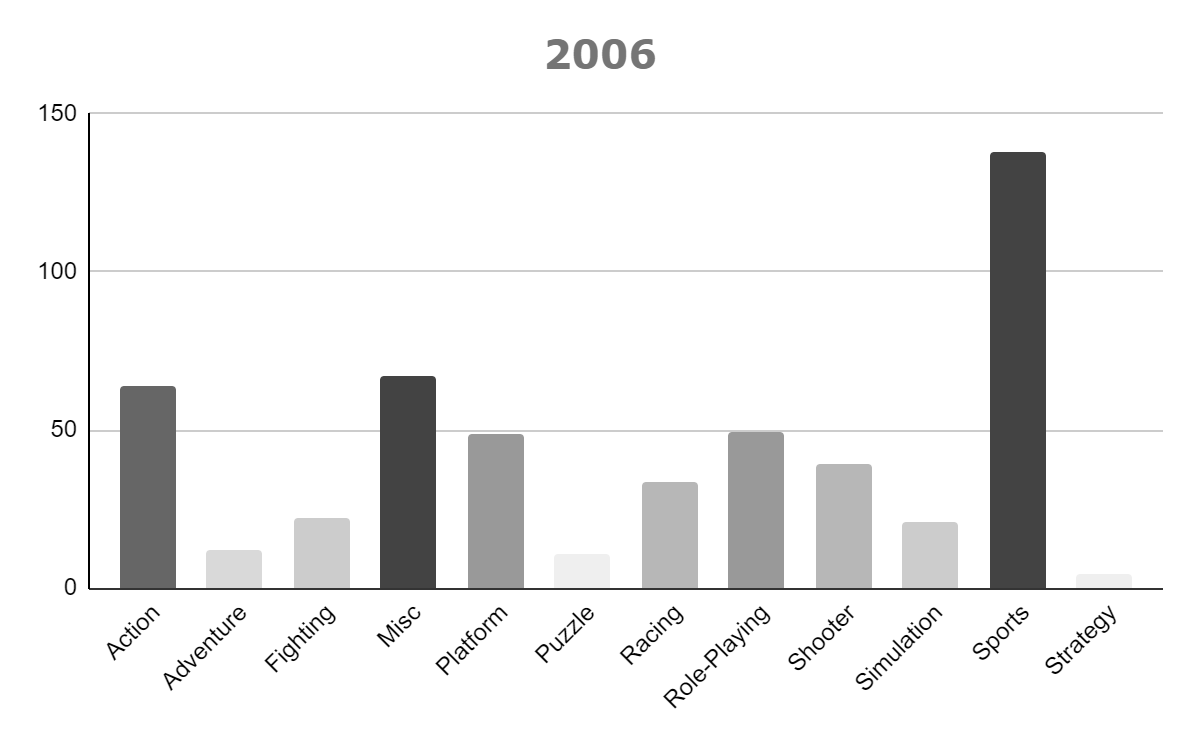 2006
150
100
50
0
Action
Adventure
Fighting
Misc
Platform
Puzzle
Racing
Role-Playing
Shooter
Simulation
Sports
Strategy